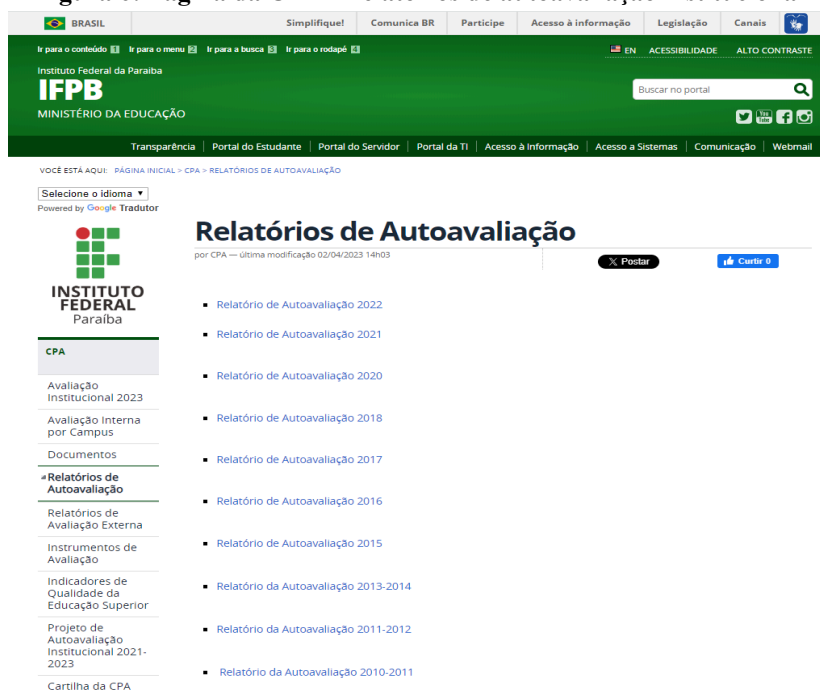 BRASIL Simplifique! Comunica BR Participe Acesso à informação Legislação Canais
Ir para o conteúdo 1 Ir para o menu 2 Ir para a busca 3 Ir para o rodapé 4 EN ACESSIBILIDADE ALTO CONTRASTE
Instituto Federal da Paraiba
IFPB
MINISTÉRIO DA EDUCAÇÃO
Buscar no portal
Transparência Portal do Estudante Portal do Servidor Portal da TI Acesso à Informação Acesso a Sistemas Comunicação Webmail
VOCÊ ESTÁ AQUI: PÁGINA INICIAL > CPA > RELATÓRIOS DE AUTOAVALIAÇÃO
Selecione o idioma ▼
Powered by Google Tradutor
INSTITUTO
FEDERAL
Paraíba
CPA
Avaliação
Institucional 2023
Avaliação Interna
por Campus
Documentos
Relatórios de
Autoavaliação
Relatórios de
Avaliação Externa
Instrumentos de
Avaliação
Indicadores de
Qualidade da
Educação Superior
Projeto de
Autoavaliação
Institucional 2021-
2023
Cartilha da CPA
Relatórios de Autoavaliação
por CPA — última modificação 02/04/2023 14h03
X Postar
Curtir 0
Relatório de Autoavaliação 2022
Relatório de Autoavaliação 2021
Relatório de Autoavaliação 2020
Relatório de Autoavaliação 2018
Relatório de Autoavaliação 2017
Relatório de Autoavaliação 2016
Relatório de Autoavaliação 2015
Relatório da Autoavaliação 2013-2014
Relatório da Autoavaliação 2011-2012
Relatório da Autoavaliação 2010-2011